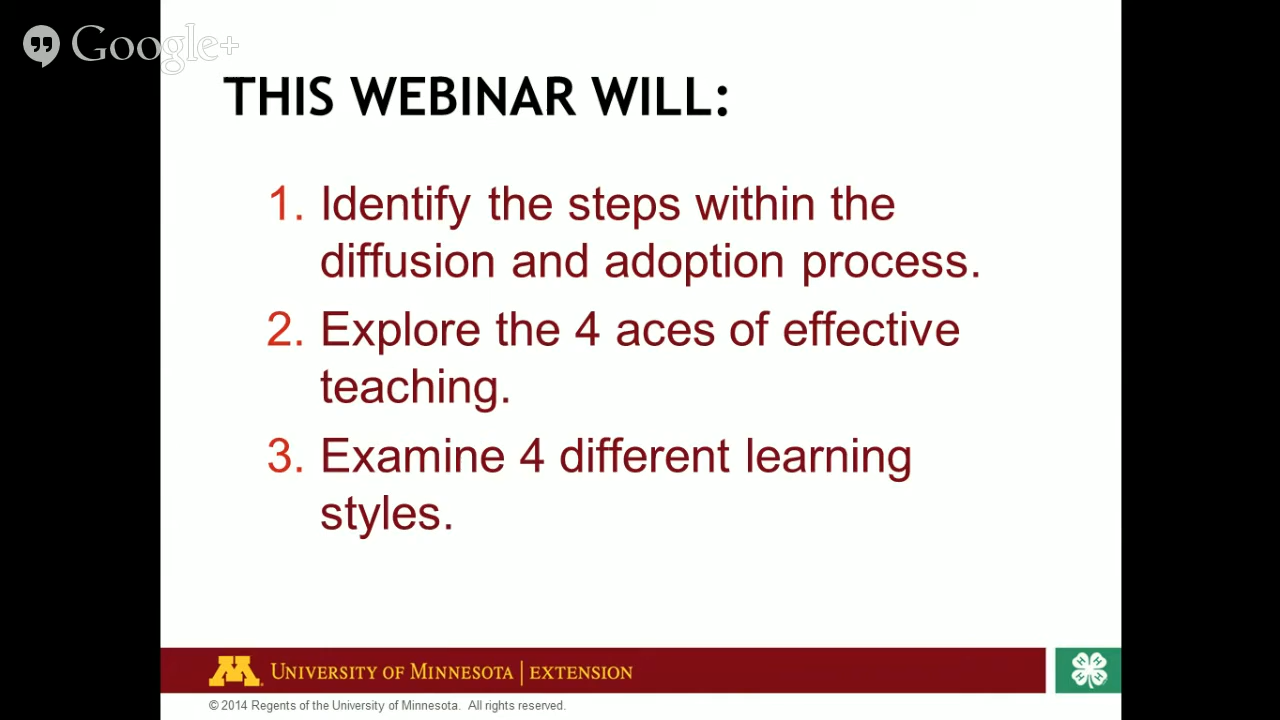 Google+
THIS WEBINAR WILL:
1. Identify the steps within the
diffusion and adoption process.
2. Explore the 4 aces of effective
teaching.
3. Examine 4 different learning
styles.
M UNIVERSITY OF MINNESOTA | EXTENSION
H H H H
© 2014 Regents of the University of Minnesota. All rights reserved.